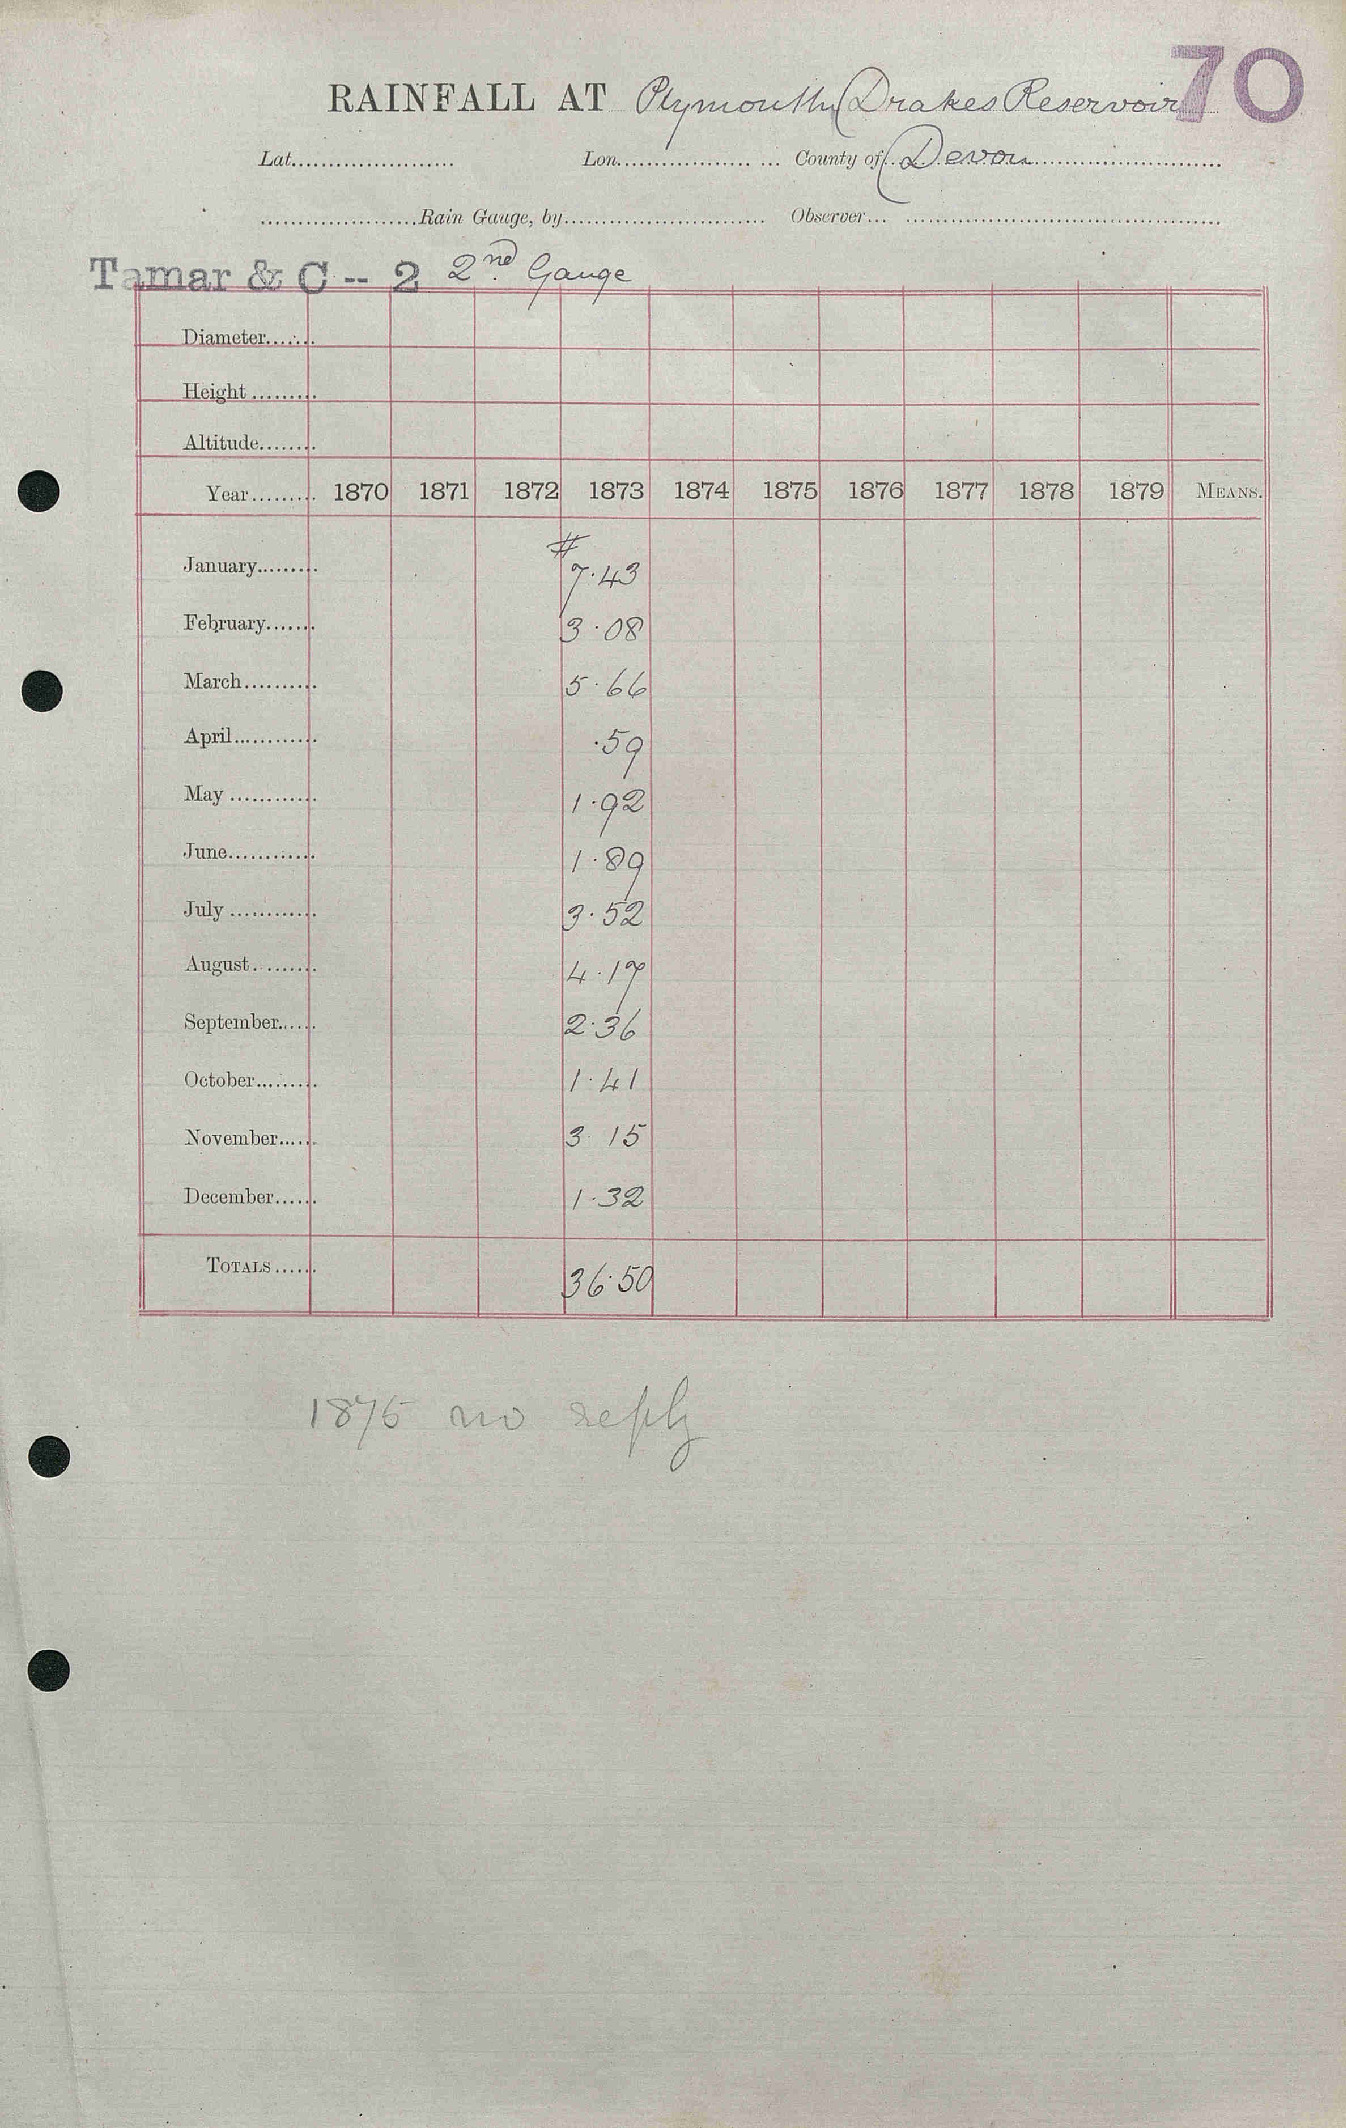 70
RAINFALL AT Plymouth Drakes Reservoir
Lat. Lon. County of Devon
Rain Gauge, by Observer
Tamar & C -- 2 2nd Gauge
Diameter
Height
Altitude
Year 1870 1871 1872 1873 1874 1875 1876 1877 1878 1879 MEANS.
#
January 7.43
February 3.08
March 5.66
April .59
May 1.92
June 1.89
July 3.52
August 4.17
September 2.36
October 1.41
November 3 15
December 1.32
TOTALS 36.50
1875 no reply